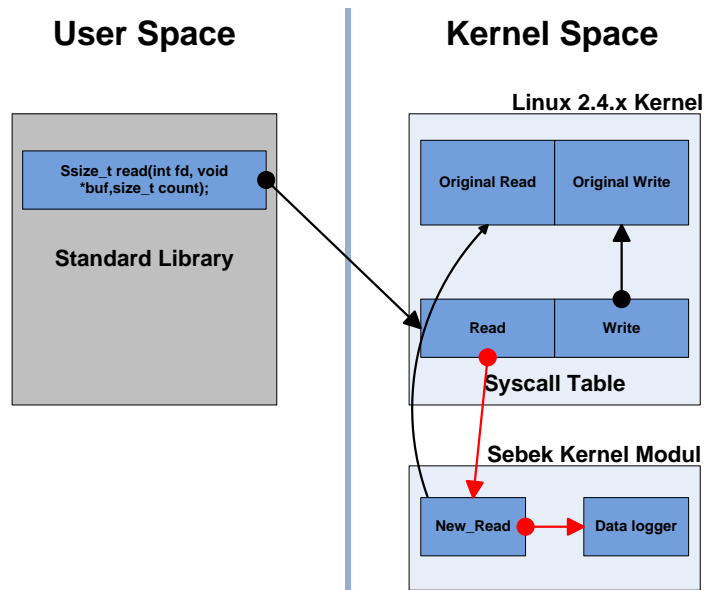 User Space
Kernel Space
Linux 2.4.x Kernel
Ssize_t read(int fd, void
*buf,size_t count);
Original Read
Original Write
Standard Library
Read
Write
Syscall Table
Sebek Kernel Modul
New_Read
Data logger